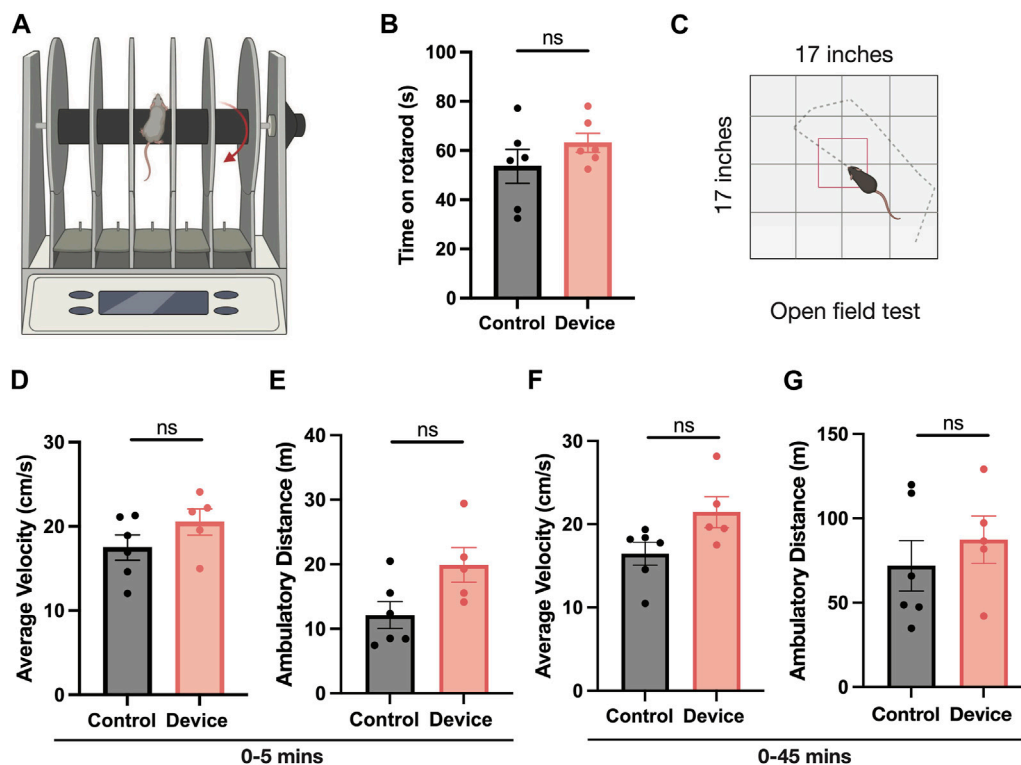 A
B
ns
Time on rotarod (s)
100
80
60
40
20
0
Control Device
C
17 inches
17 inches
Open field test
D
ns
Average Velocity (cm/s)
30
20
10
0
Control Device
E
ns
Ambulatory Distance (m)
40
30
20
10
0
Control Device
0-5 mins
F
ns
Average Velocity (cm/s)
30
20
10
0
Control Device
G
ns
Ambulatory Distance (m)
150
100
50
0
Control Device
0-45 mins